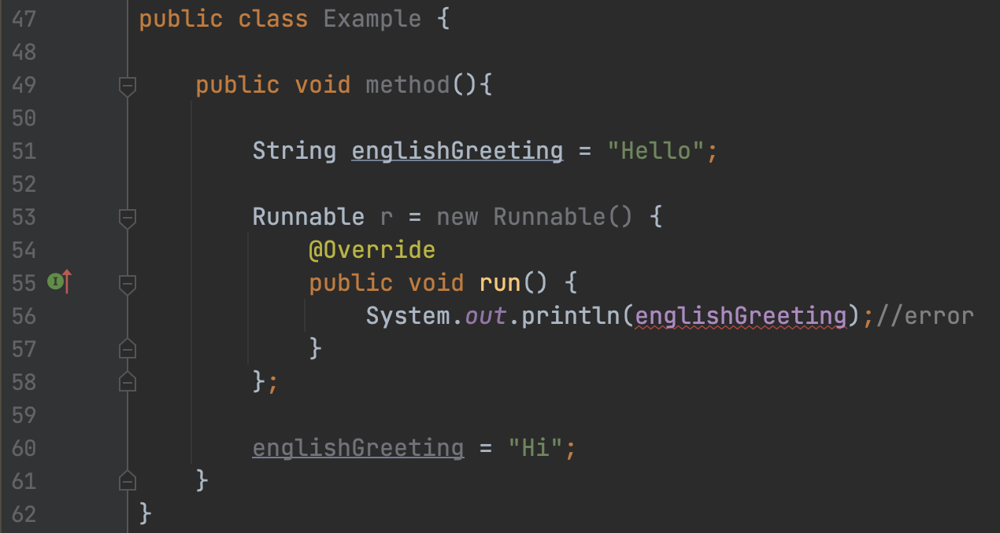 47 public class Example {
48
49     public void method(){
50
51         String englishGreeting = "Hello";
52
53         Runnable r = new Runnable() {
54             @Override
55 I             public void run() {
56                 System.out.println(englishGreeting);//error
57             }
58         };
59
60         englishGreeting = "Hi";
61     }
62 }